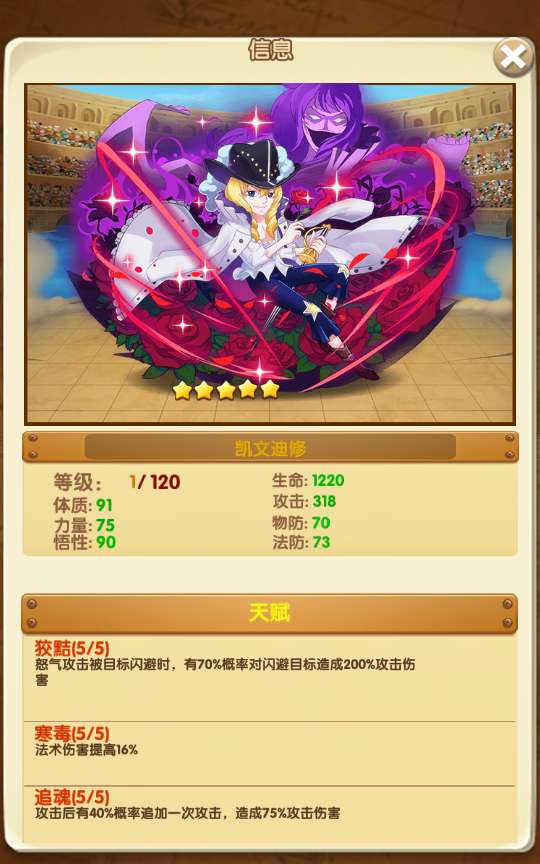 信息
凯文迪修
等级: 1/120
生命: 1220
体质: 91
攻击: 318
力量: 75
物防: 70
悟性: 90
法防: 73
天赋
狡黠(5/5)
怒气攻击被目标闪避时，有70%概率对闪避目标造成200%攻击伤
害
寒毒(5/5)
法术伤害提高16%
追魂(5/5)
攻击后有40%概率追加一次攻击，造成75%攻击伤害